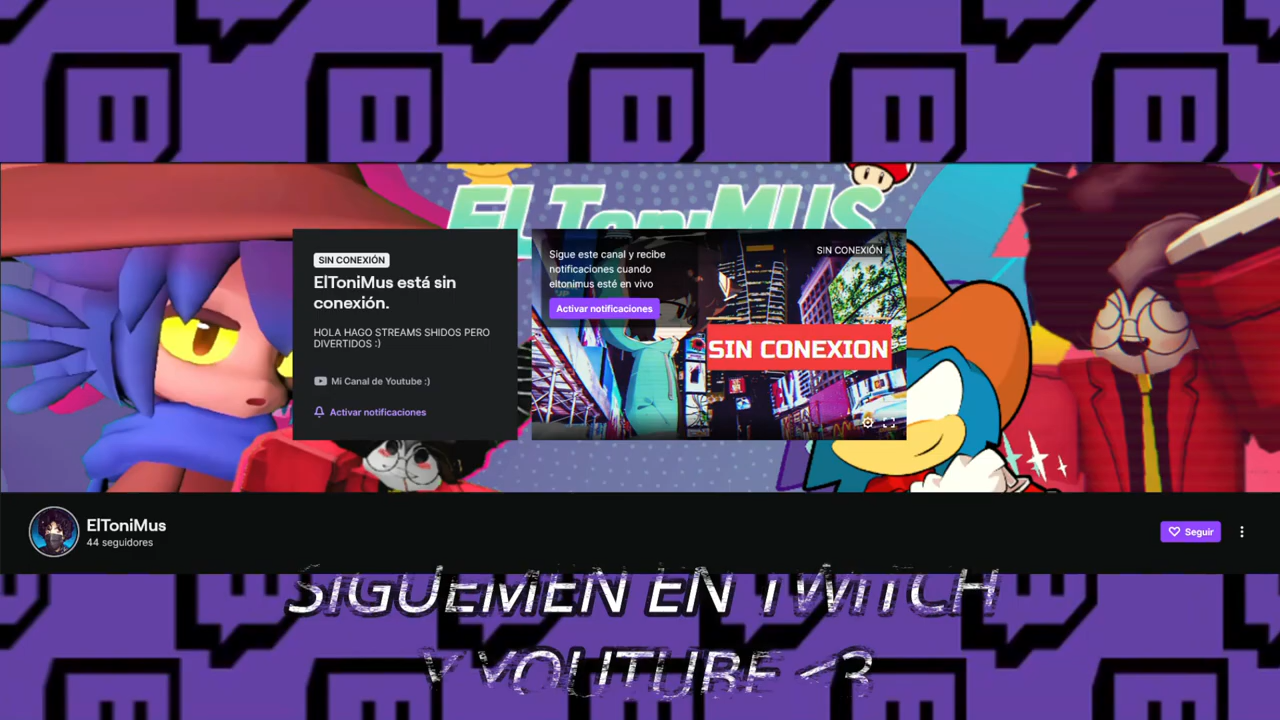 ELToniMUS
SIN CONEXIÓN
ElToniMus está sin
conexión.
HOLA HAGO STREAMS SHIDOS PERO
DIVERTIDOS :)
Mi Canal de Youtube :)
Activar notificaciones
Sigue este canal y recibe
notificaciones cuando
eltonimus esté en vivo
Activar notificaciones
SIN CONEXIÓN
SIN CONEXION
ElToniMus
44 seguidores
Seguir
SIGUEMEN EN TWITCH
Y YOUTUBE <3